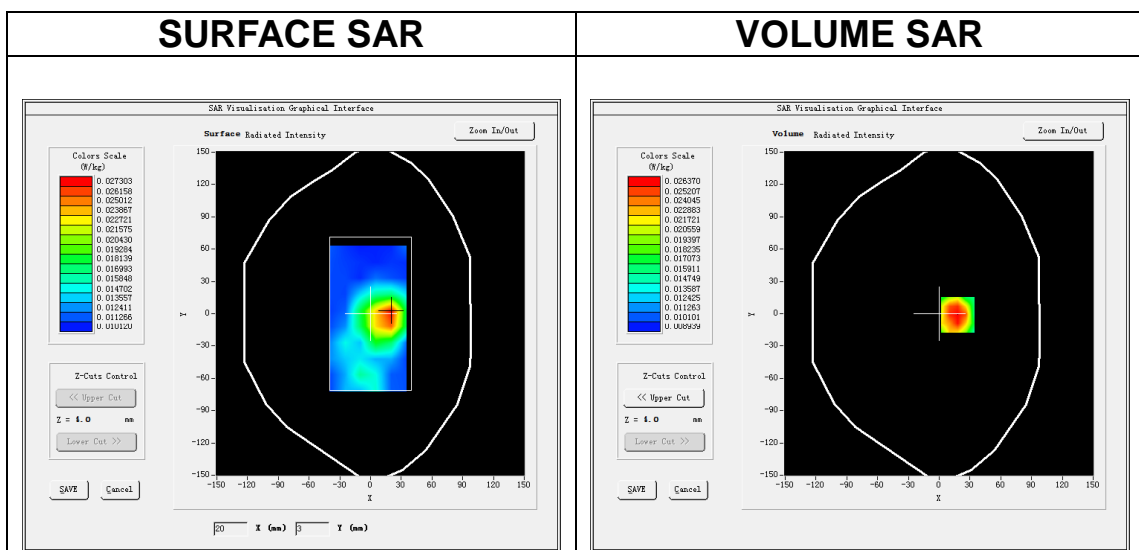 SURFACE SAR
VOLUME SAR
SAR Visualisation Graphical Interface
Surface Radiated Intensity
Zoom In/Out
Colors Scale
(W/kg)
0.027303
0.026158
0.025012
0.023867
0.022721
0.021575
0.020430
0.019284
0.018139
0.016993
0.015848
0.014702
0.013557
0.012411
0.011266
0.010120
Z-Cuts Control
<< Upper Cut
Z = 4.0 mm
Lower Cut >>
SAVE
Cancel
150
120
90
60
30
0
-30
-60
-90
-120
-150
Y
-150 -120 -90 -60 -30 0 30 60 90 120 150
X
20 X (mm) 3 Y (mm)
SAR Visualisation Graphical Interface
Volume Radiated Intensity
Zoom In/Out
Colors Scale
(W/kg)
0.026370
0.025207
0.024045
0.022883
0.021721
0.020559
0.019397
0.018235
0.017073
0.015911
0.014749
0.013587
0.012425
0.011263
0.010101
0.008939
Z-Cuts Control
<< Upper Cut
Z = 4.0 mm
Lower Cut >>
SAVE
Cancel
150
120
90
60
30
0
-30
-60
-90
-120
-150
Y
-150 -120 -90 -60 -30 0 30 60 90 120 150
X